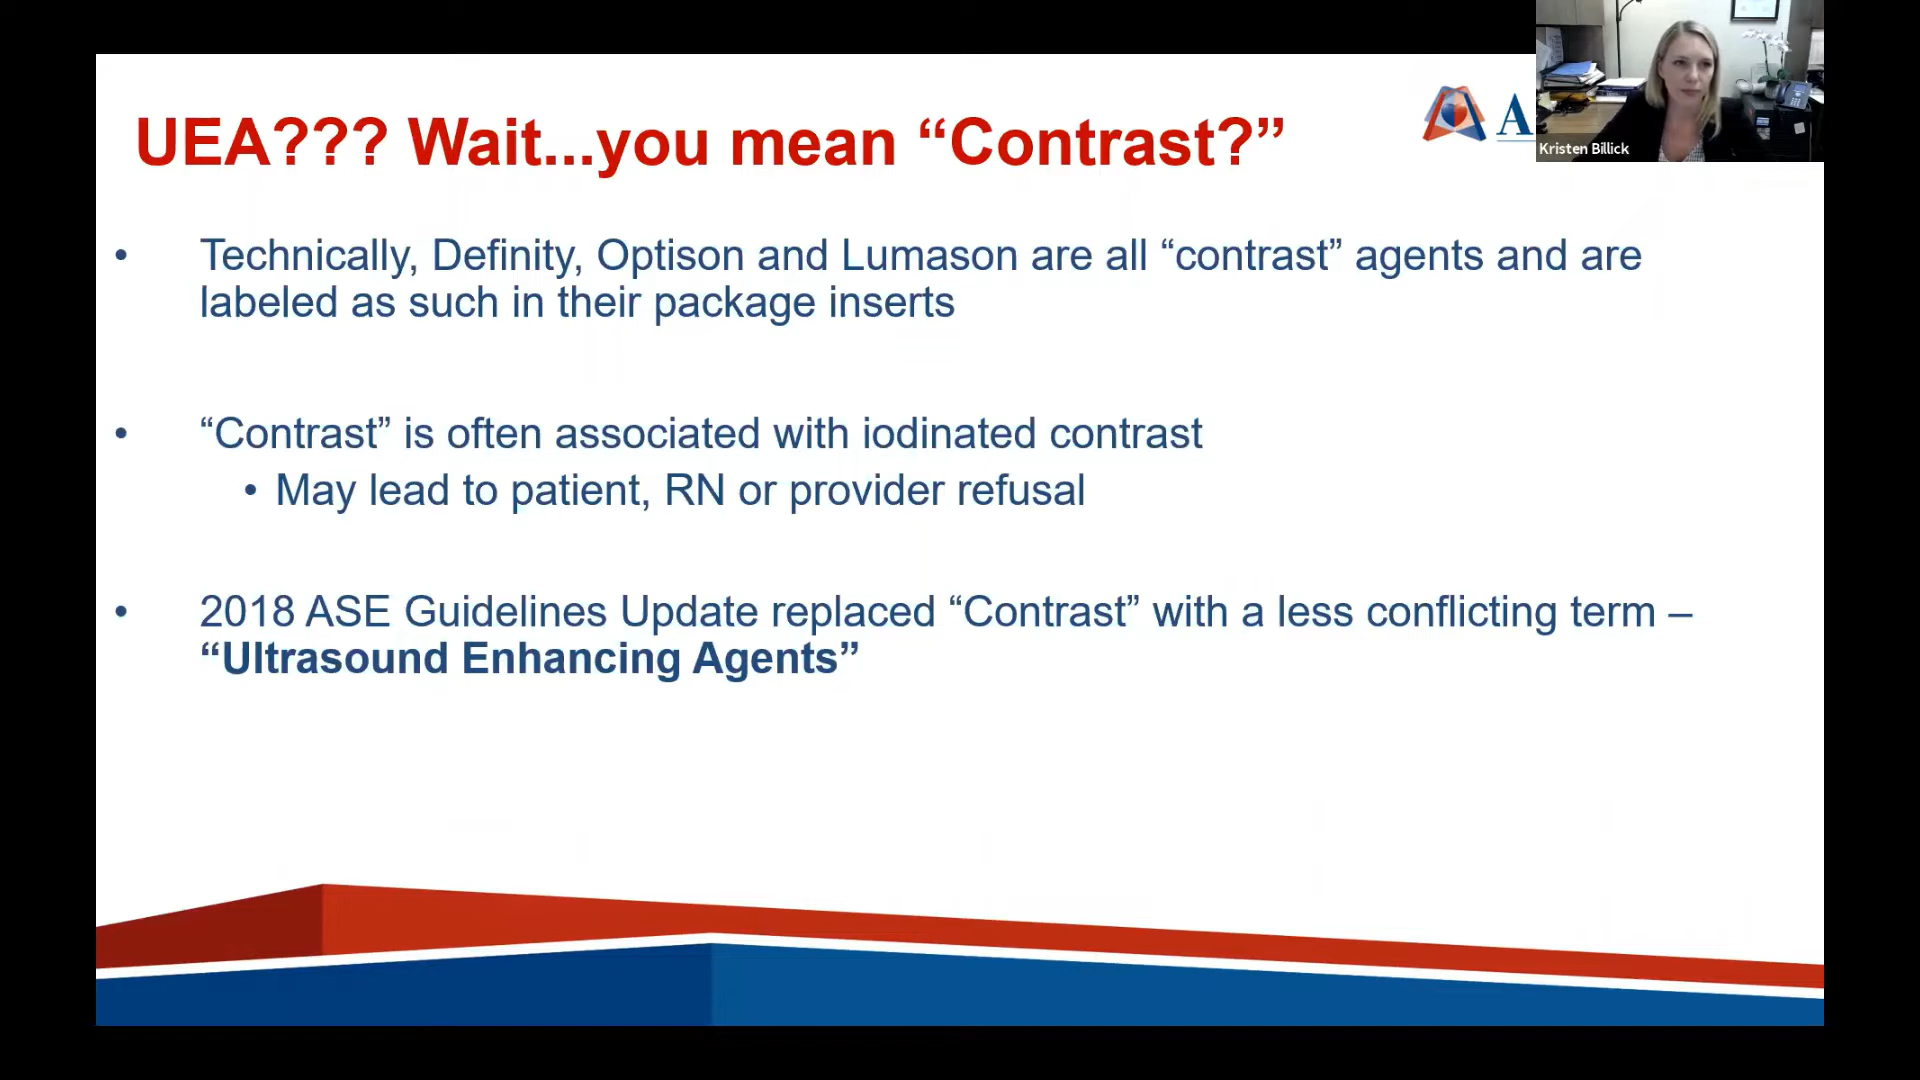 UEA??? Wait...you mean “Contrast?”
A
Kristen Billick
• Technically, Definity, Optison and Lumason are all “contrast” agents and are
labeled as such in their package inserts
• “Contrast” is often associated with iodinated contrast
• May lead to patient, RN or provider refusal
• 2018 ASE Guidelines Update replaced “Contrast” with a less conflicting term –
“Ultrasound Enhancing Agents”